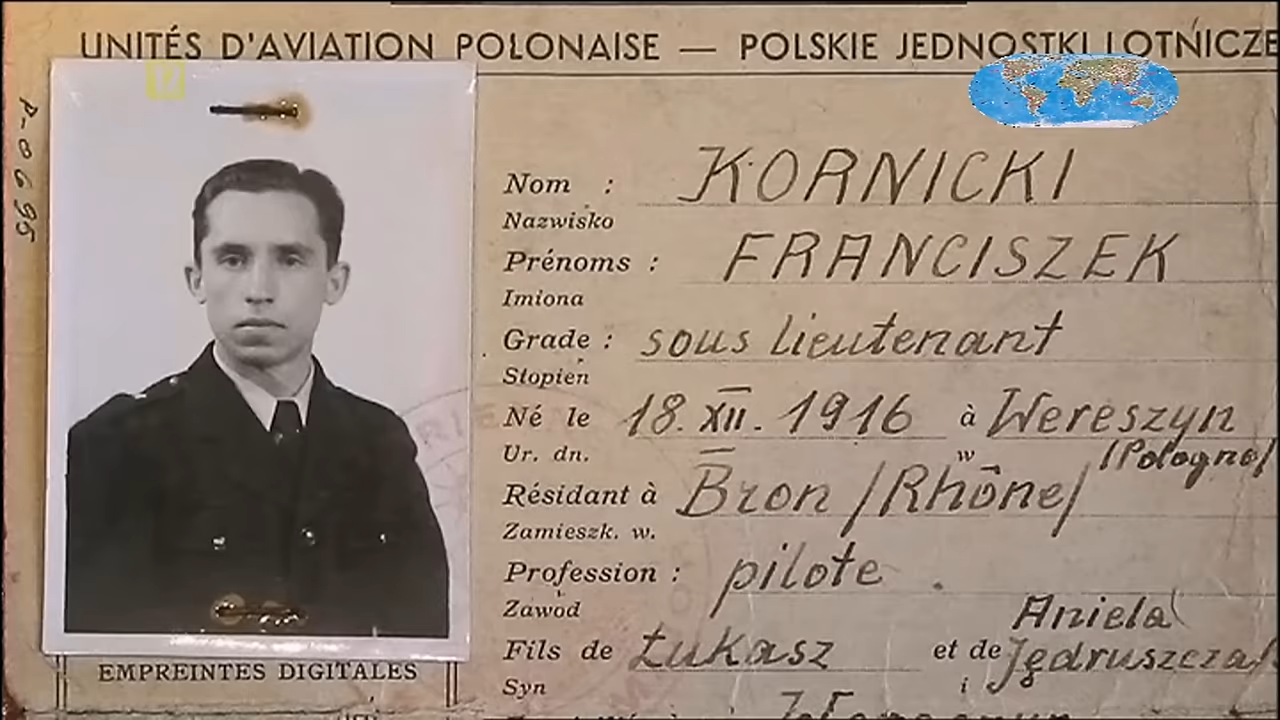 UNITÉS D'AVIATION POLONAISE — POLSKIE JEDNOSTKI LOTNICZE
P-0695
Nom : KORNICKI
Nazwisko
Prénoms : FRANCISZEK
Imiona
Grade : sous lieutenant
Stopień
Né le 18. XII. 1916 à Wereszyn
Ur. dn. w /Pologne/
Résidant à Bron /Rhône/
Zamieszk. w.
Profession : pilote.
Zawód
Aniela
Fils de Łukasz et de Jędruszczak
Syn i
EMPREINTES DIGITALES